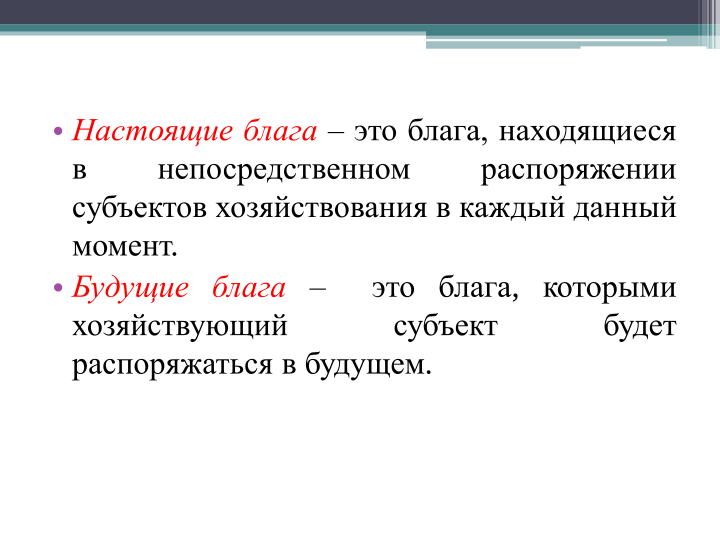 • Настоящие блага – это блага, находящиеся
в непосредственном распоряжении
субъектов хозяйствования в каждый данный
момент.
• Будущие блага – это блага, которыми
хозяйствующий субъект будет
распоряжаться в будущем.